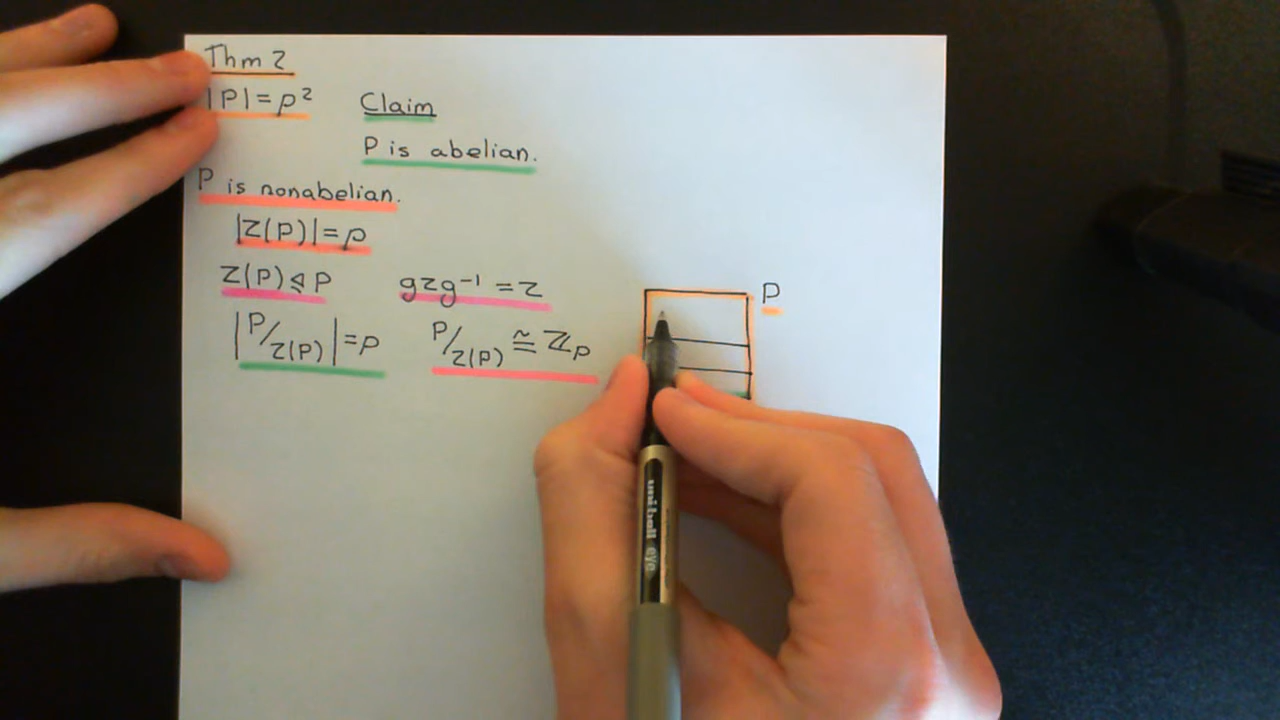 Thm 2
|P| = p²
Claim
P is abelian.
P is nonabelian.
|Z(P)| = p
Z(P) ⊴ P
gzg⁻¹ = z
|P/Z(P)| = p
P/Z(P) ≅ ℤₚ
P
uni-ball eye